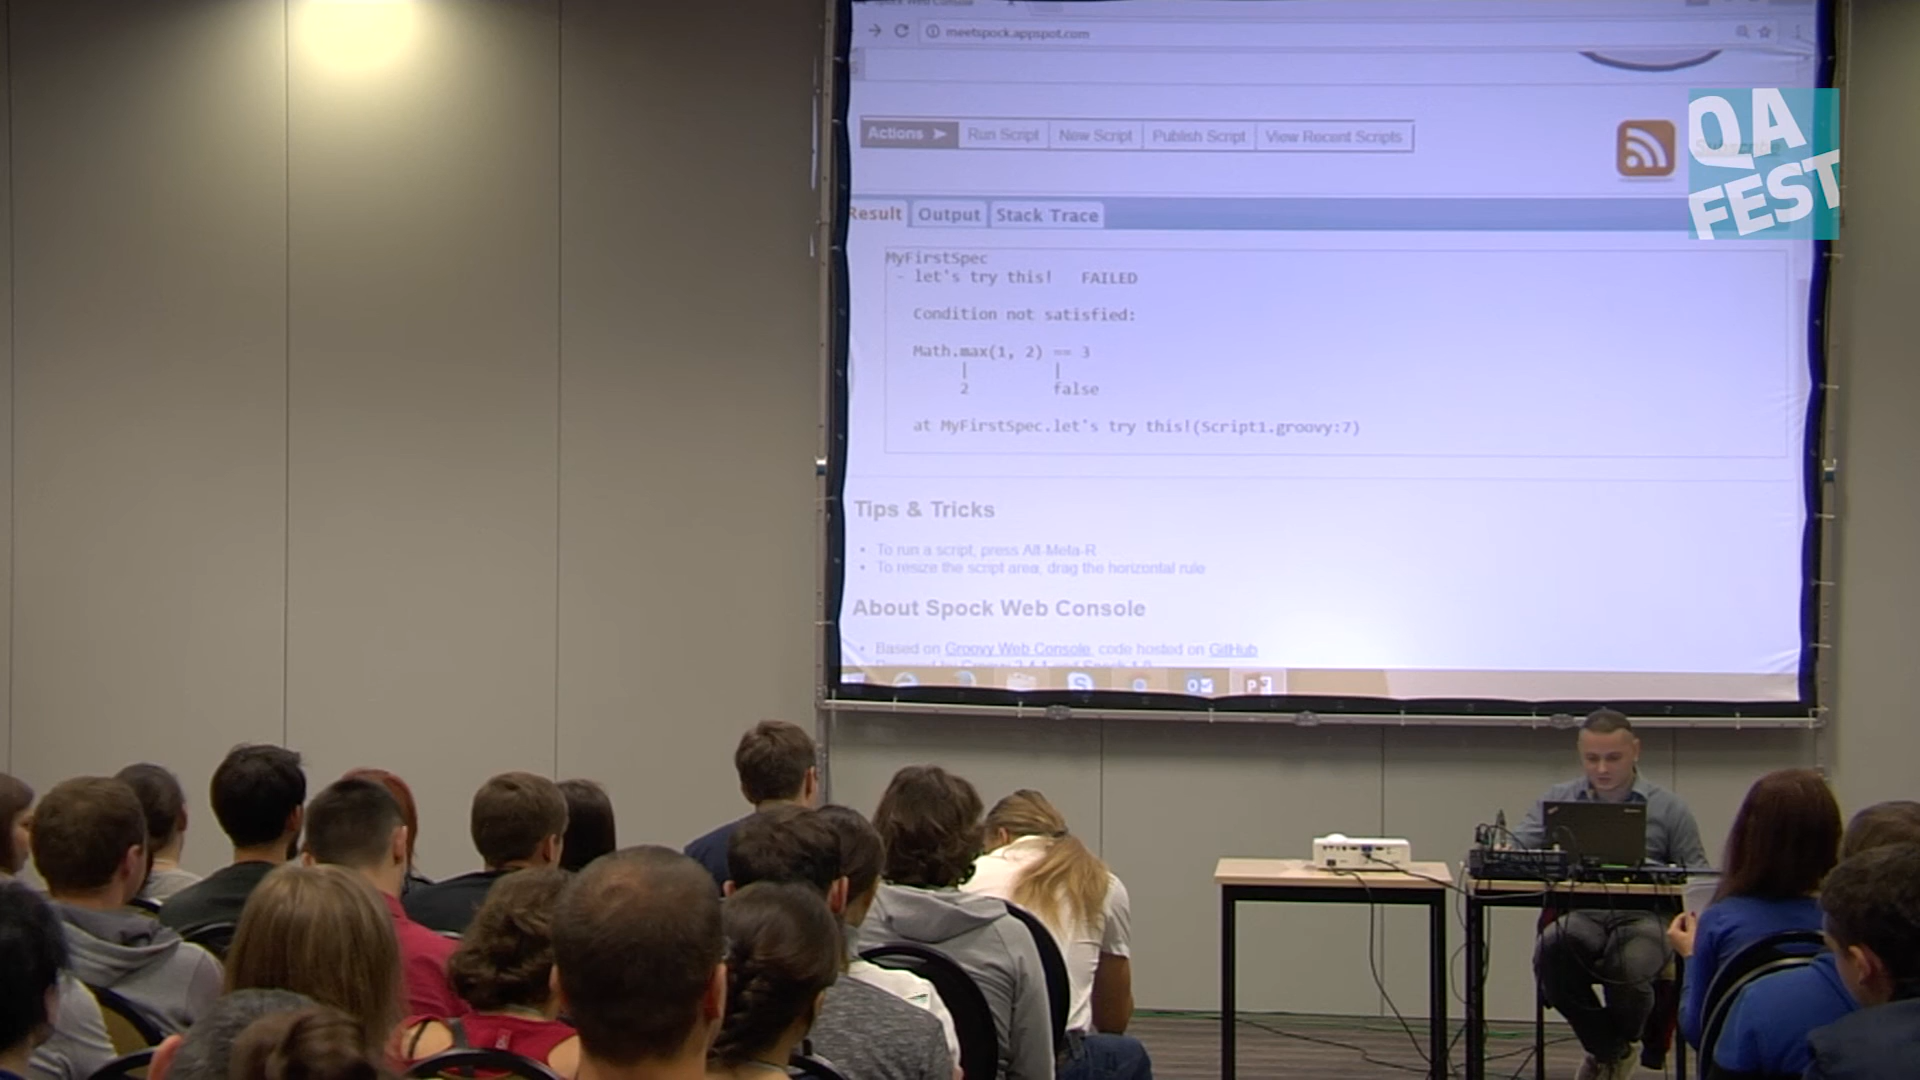 Spock Web Console
meetspock.appspot.com
Actions ➤ Run Script New Script Publish Script View Recent Scripts
QA
FEST
Result Output Stack Trace
MyFirstSpec
- let's try this! FAILED
Condition not satisfied:
Math.max(1, 2) == 3
| |
2 false
at MyFirstSpec.let's try this!(Script1.groovy:7)
Tips & Tricks
• To run a script, press Alt-Meta-R
• To resize the script area, drag the horizontal rule
About Spock Web Console
• Based on Groovy Web Console, code hosted on GitHub